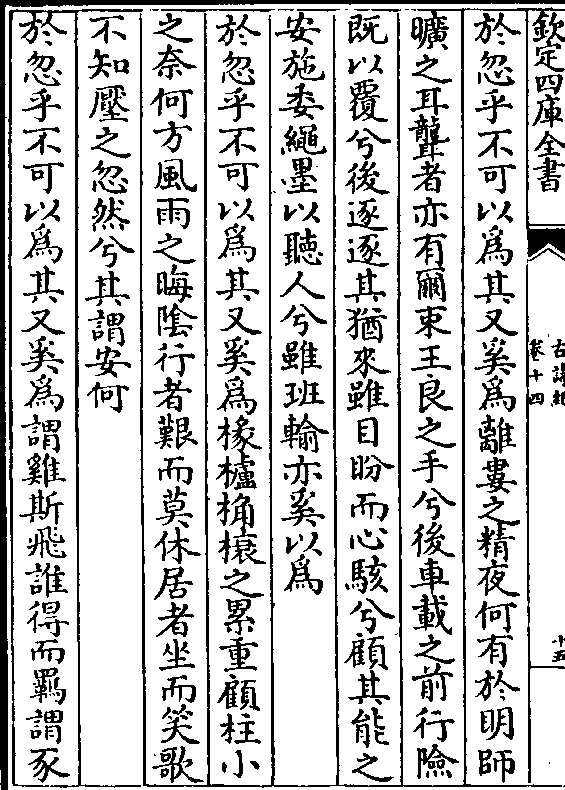 欽定四庫全書
古詩紀
卷十四
十五
於忽乎不可以爲其又奚爲離婁之精夜何有於明師
曠之耳聾者亦有爾東王良之手兮後車載之前行險
既以覆兮後逐逐其猶來雖目盼而心駭兮顧其能之
安施委繩墨以聽人兮雖班輸亦奚以爲
於忽乎不可以爲其又奚爲椽櫨桷榱之累重顧柱小
之奈何方風雨之晦陰行者艱而莫休居者坐而笑歌
不知壓之忽然兮其謂安何
於忽乎不可以爲其又奚爲謂雞斯飛誰得而羈謂豕